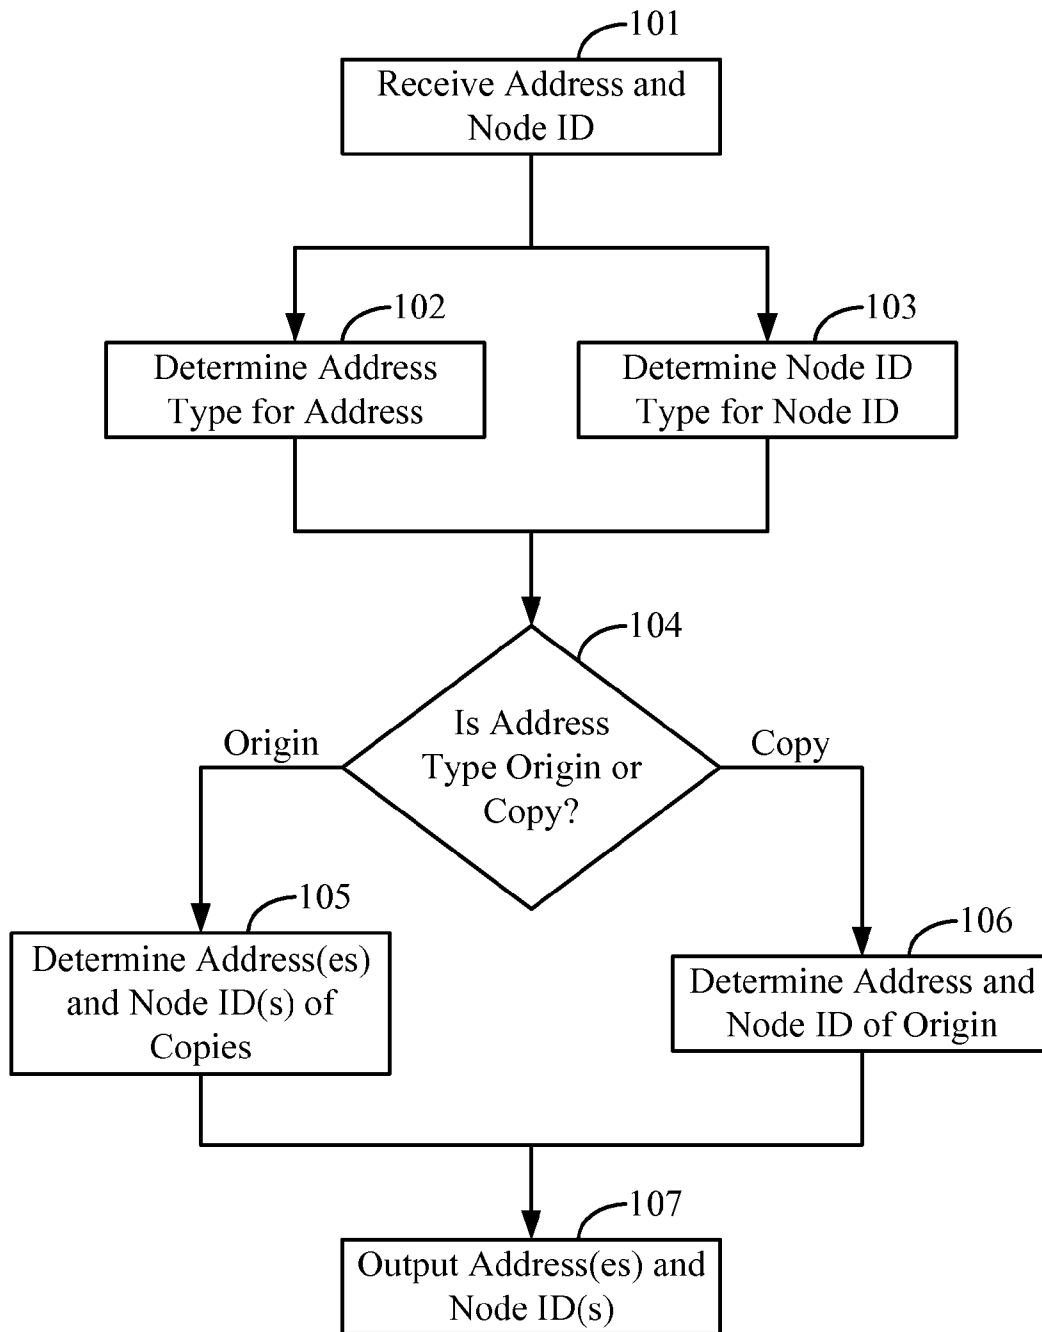 101
Receive Address and
Node ID
102
Determine Address
Type for Address
103
Determine Node ID
Type for Node ID
104
Is Address
Type Origin or
Copy?
Origin
Copy
105
Determine Address(es)
and Node ID(s) of
Copies
106
Determine Address and
Node ID of Origin
107
Output Address(es) and
Node ID(s)